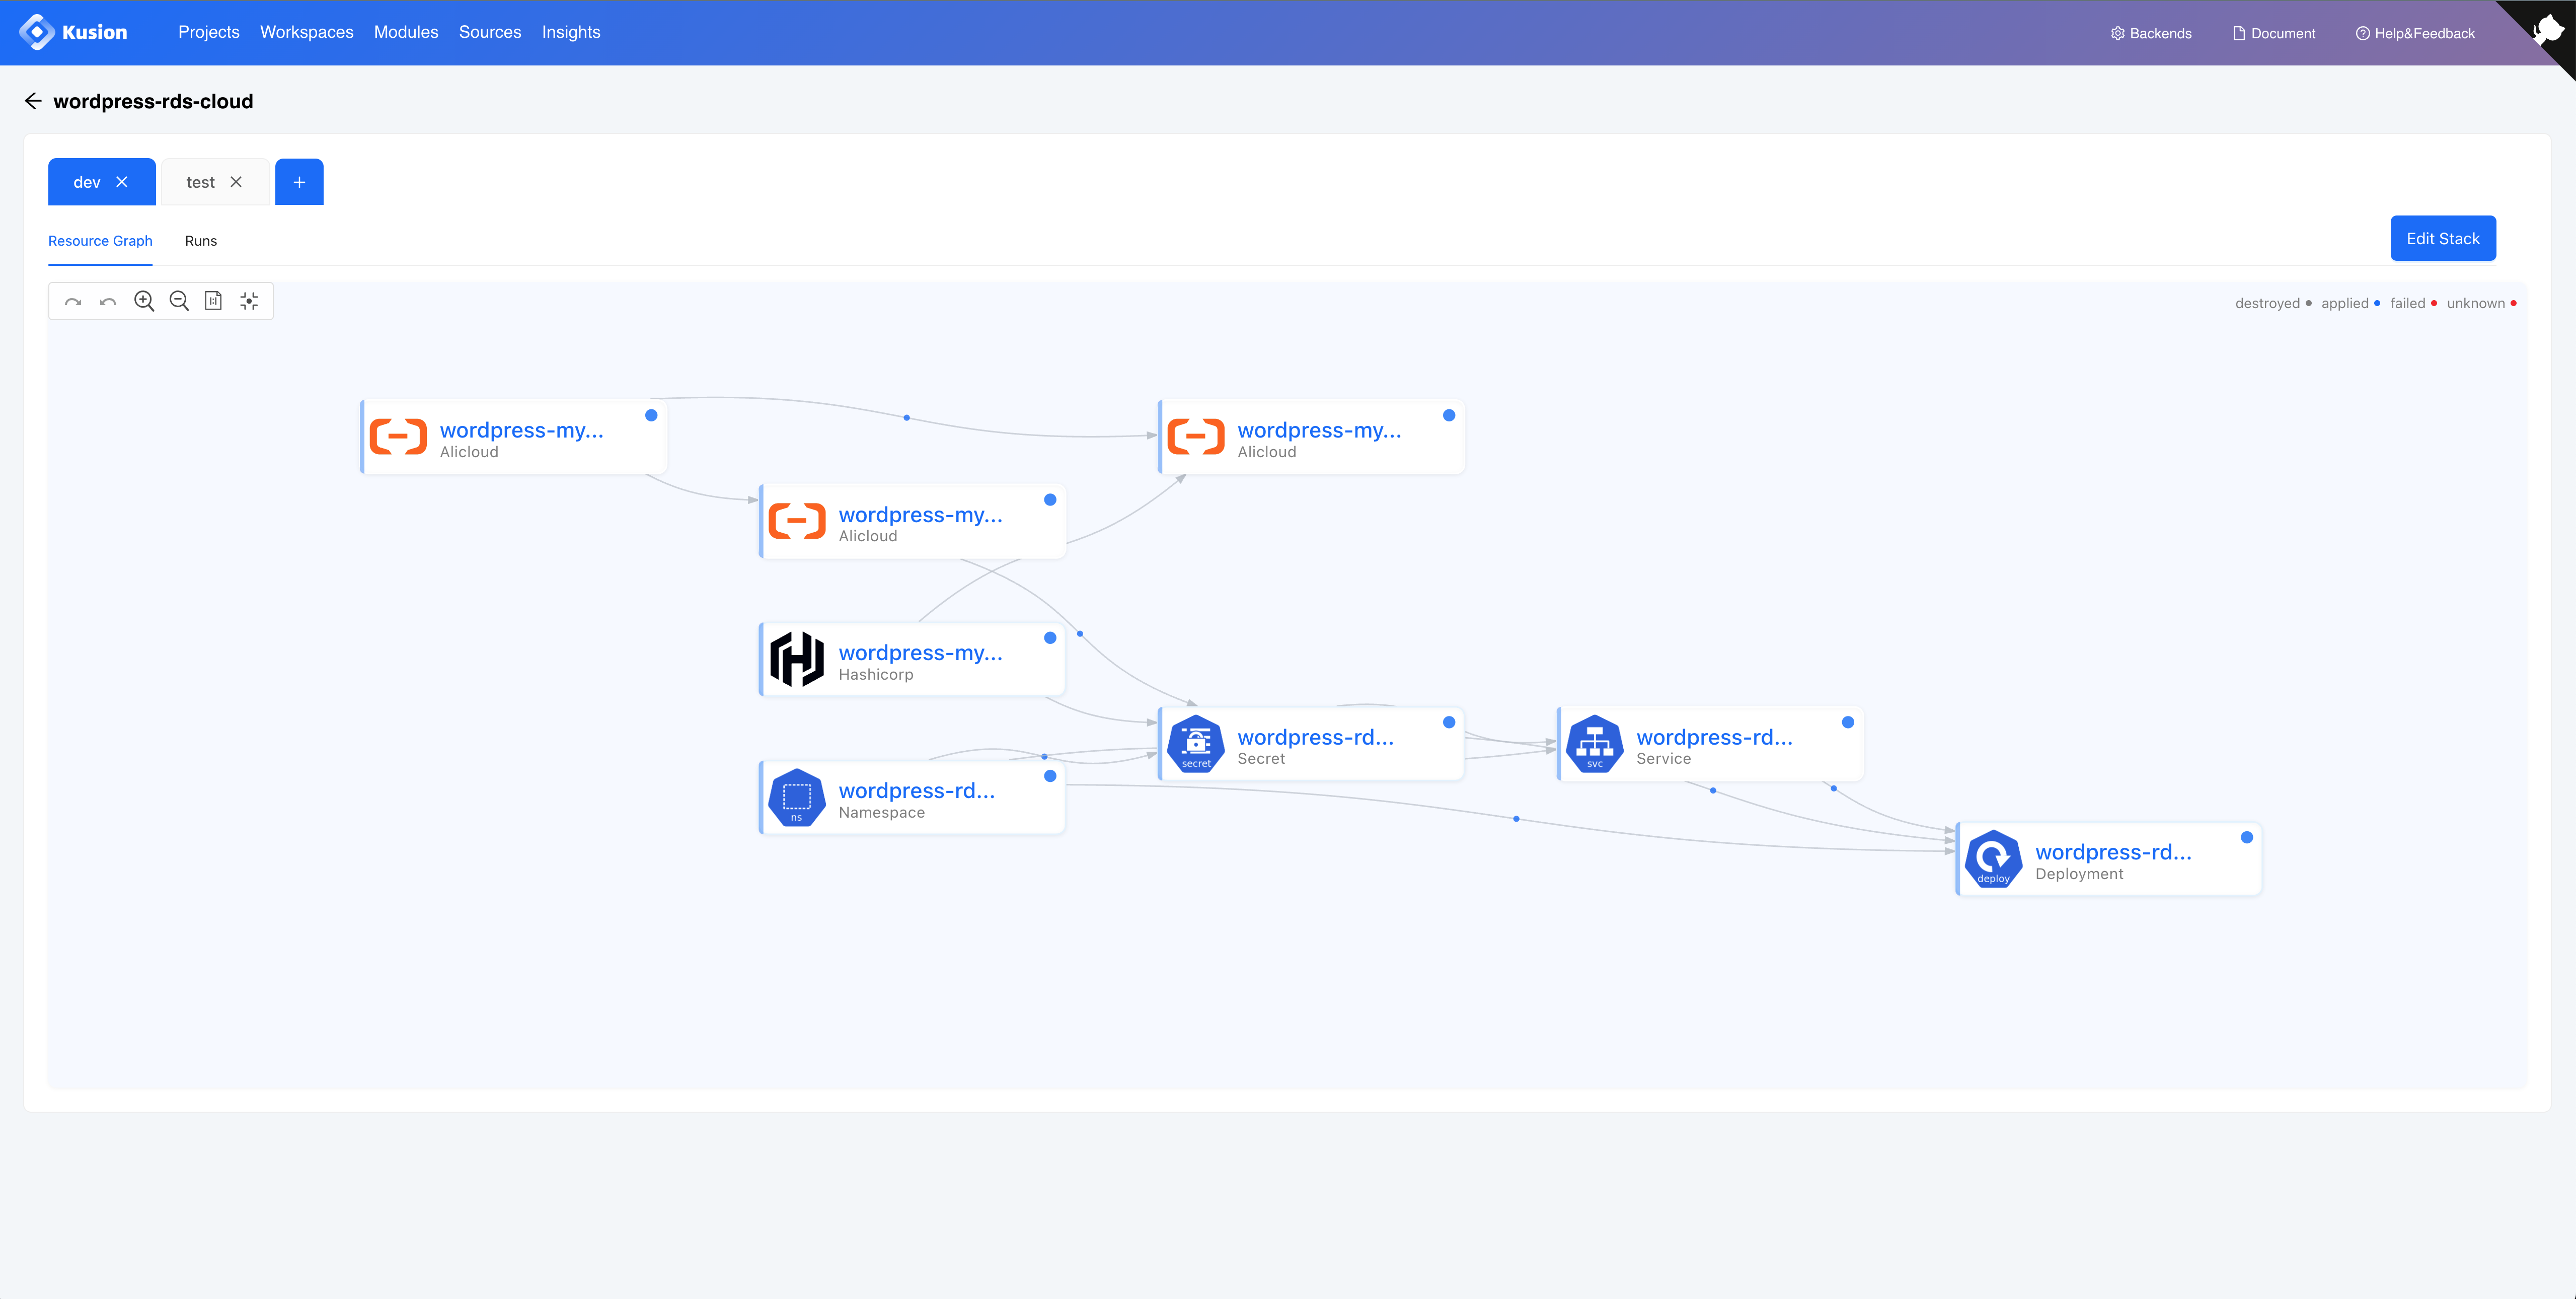 Kusion Projects Workspaces Modules Sources Insights Backends Document Help&Feedback
wordpress-rds-cloud
dev test
Resource Graph Runs Edit Stack
destroyed applied failed unknown
wordpress-my...
Alicloud
wordpress-my...
Alicloud
wordpress-my...
Alicloud
wordpress-my...
Hashicorp
secret
wordpress-rd...
Secret
svc
wordpress-rd...
Service
ns
wordpress-rd...
Namespace
deploy
wordpress-rd...
Deployment